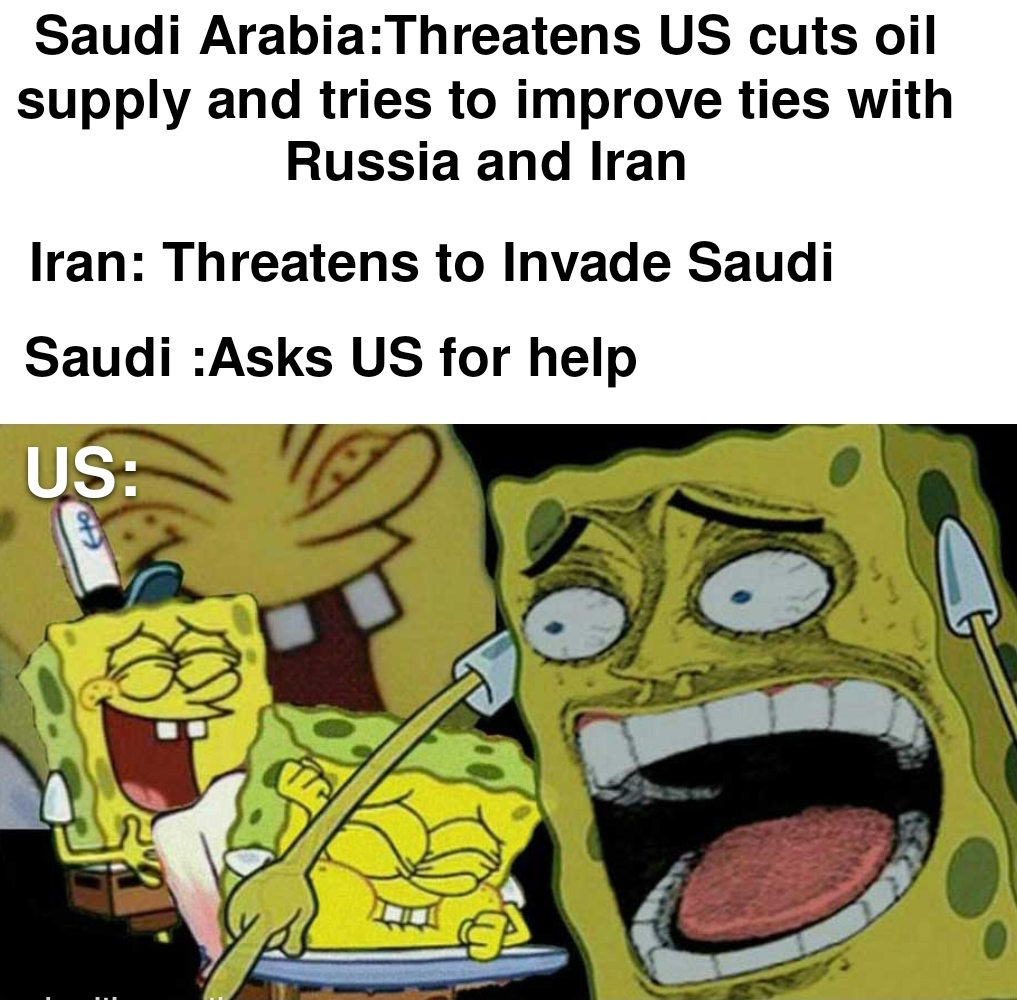 Saudi Arabia:Threatens US cuts oil
supply and tries to improve ties with
Russia and Iran
Iran: Threatens to Invade Saudi
Saudi :Asks US for help
US: